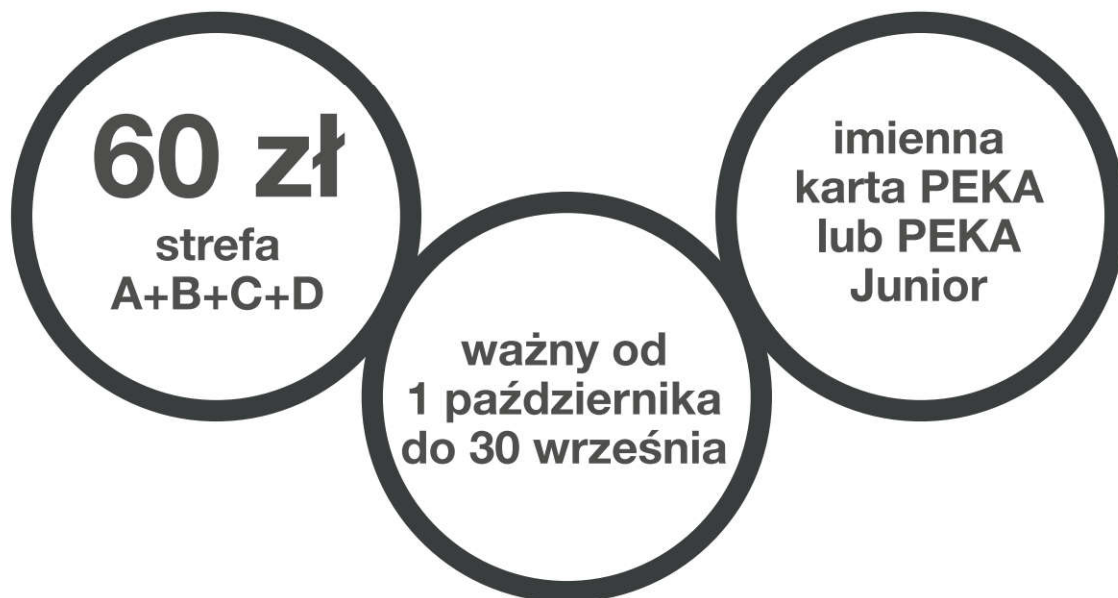 60 zł
strefa
A+B+C+D
ważny od
1 października
do 30 września
imienna
karta PEKA
lub PEKA
Junior